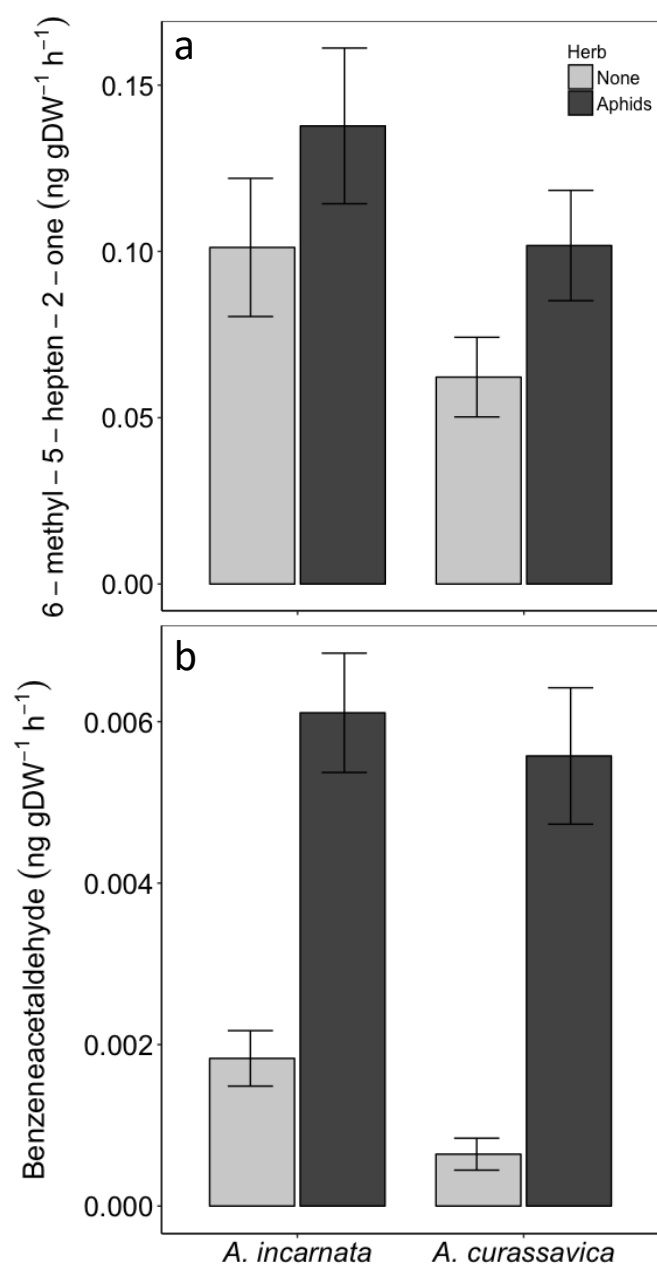 a
Herb
None
Aphids
6 – methyl – 5 – hepten – 2 – one (ng gDW⁻¹ h⁻¹)
0.15
0.10
0.05
0.00
b
Benzeneacetaldehyde (ng gDW⁻¹ h⁻¹)
0.006
0.004
0.002
0.000
A. incarnata A. curassavica